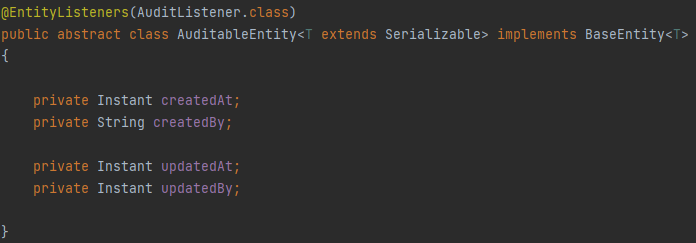 @EntityListeners(AuditListener.class)
public abstract class AuditableEntity<T extends Serializable> implements BaseEntity<T>
{
private Instant createdAt;
private String createdBy;
private Instant updatedAt;
private Instant updatedBy;
}